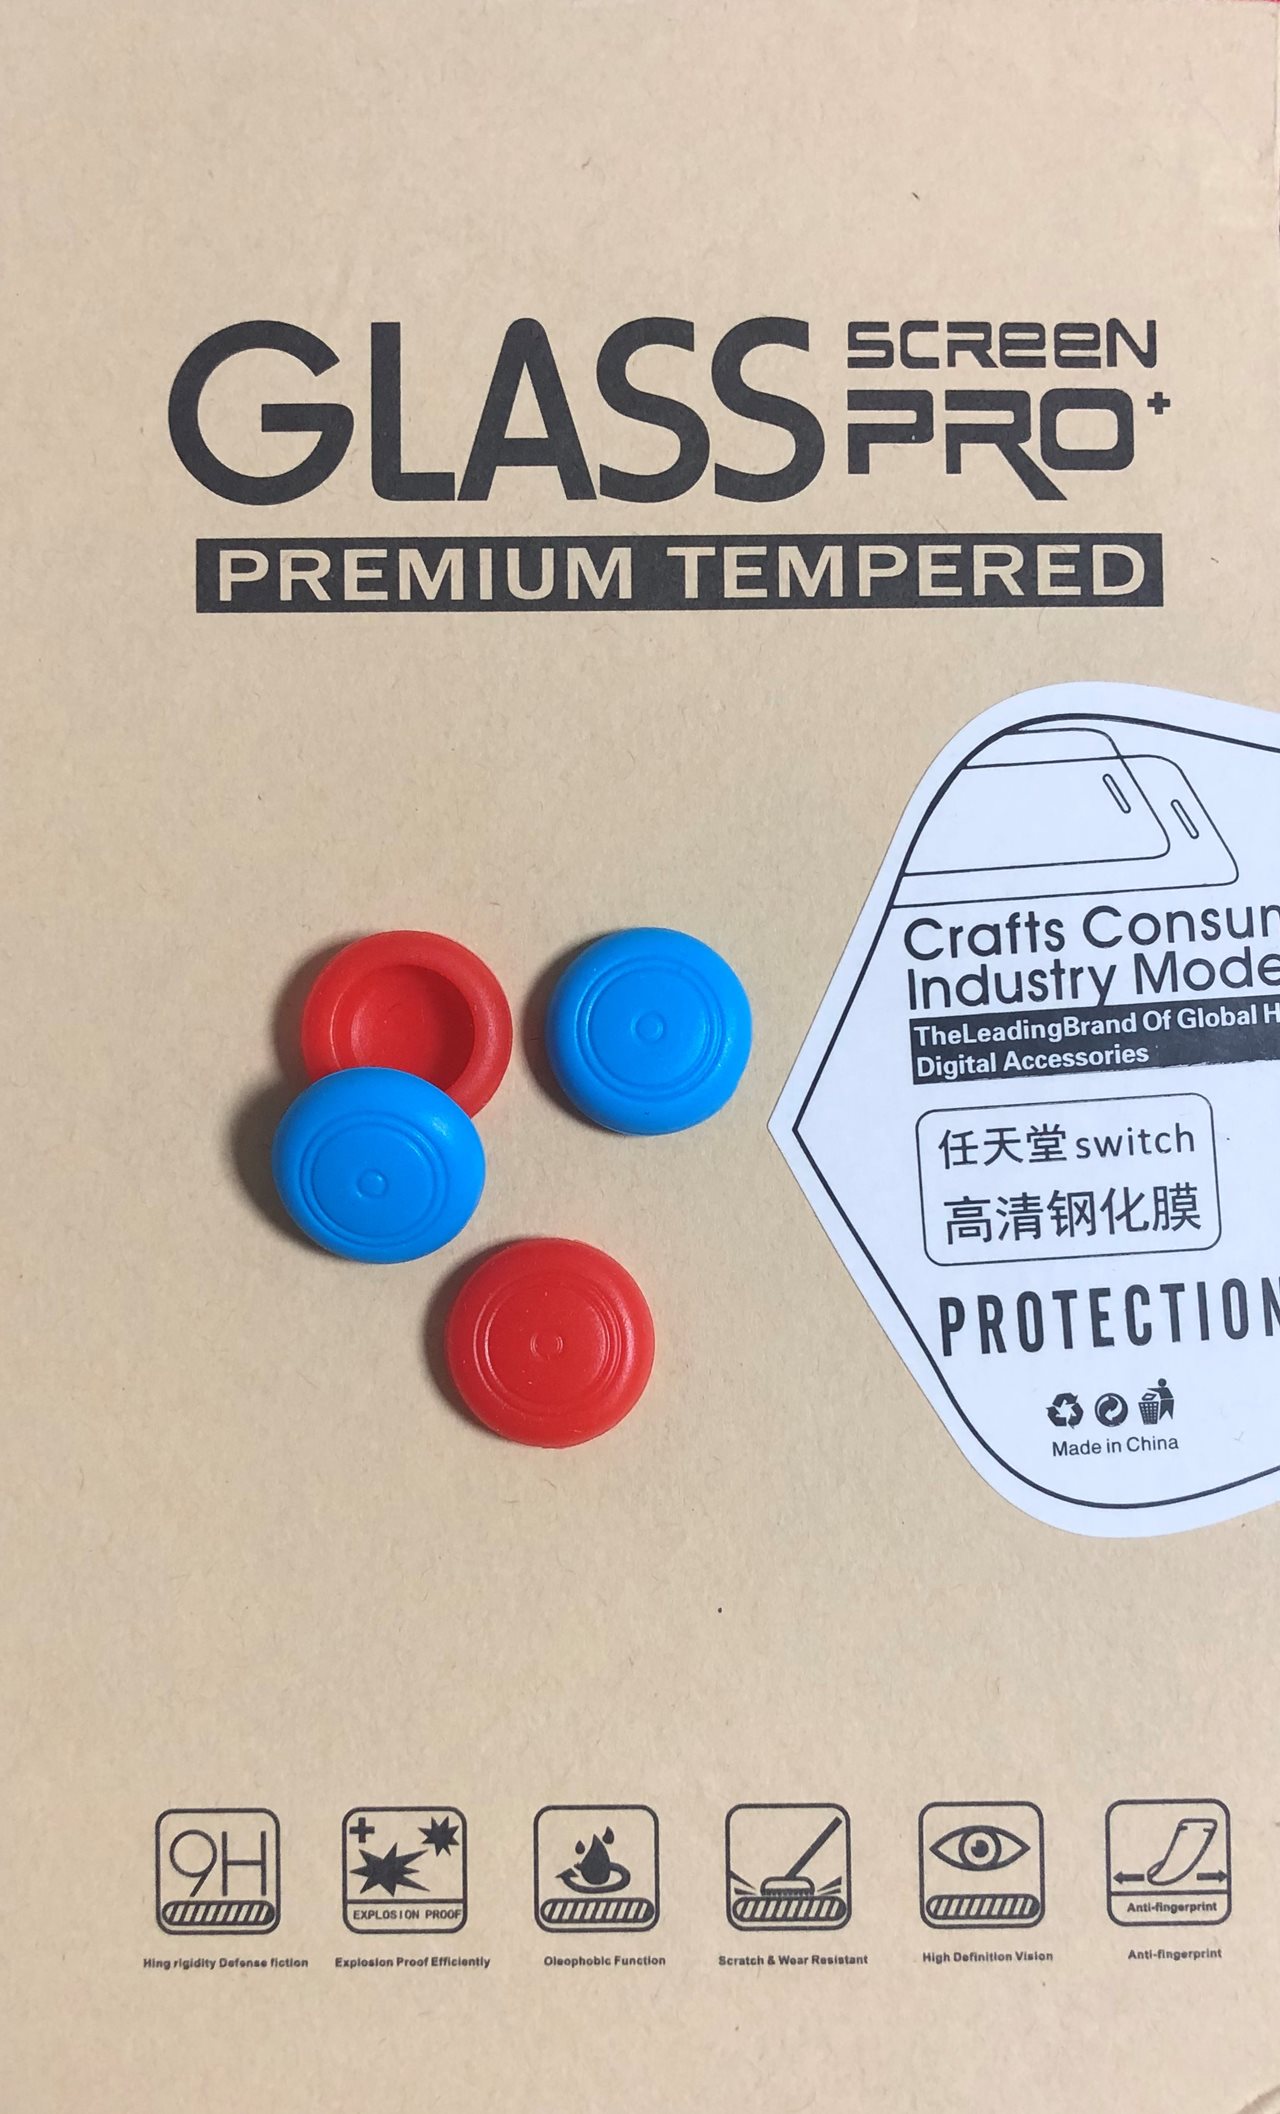 GLASS SCREEN
PRO+
PREMIUM TEMPERED
Crafts
Industry
TheLeadingBrand Of Global
Digital Accessories
任天堂switch
高清钢化膜
PROTECTION
Made in China
9H
EXPLOSION PROOF
Anti-fingerprint
Hing rigidity Defense fiction
Explosion Proof Efficiently
Oleophobic Function
Scratch & Wear Resistant
High Definition Vision
Anti-fingerprint